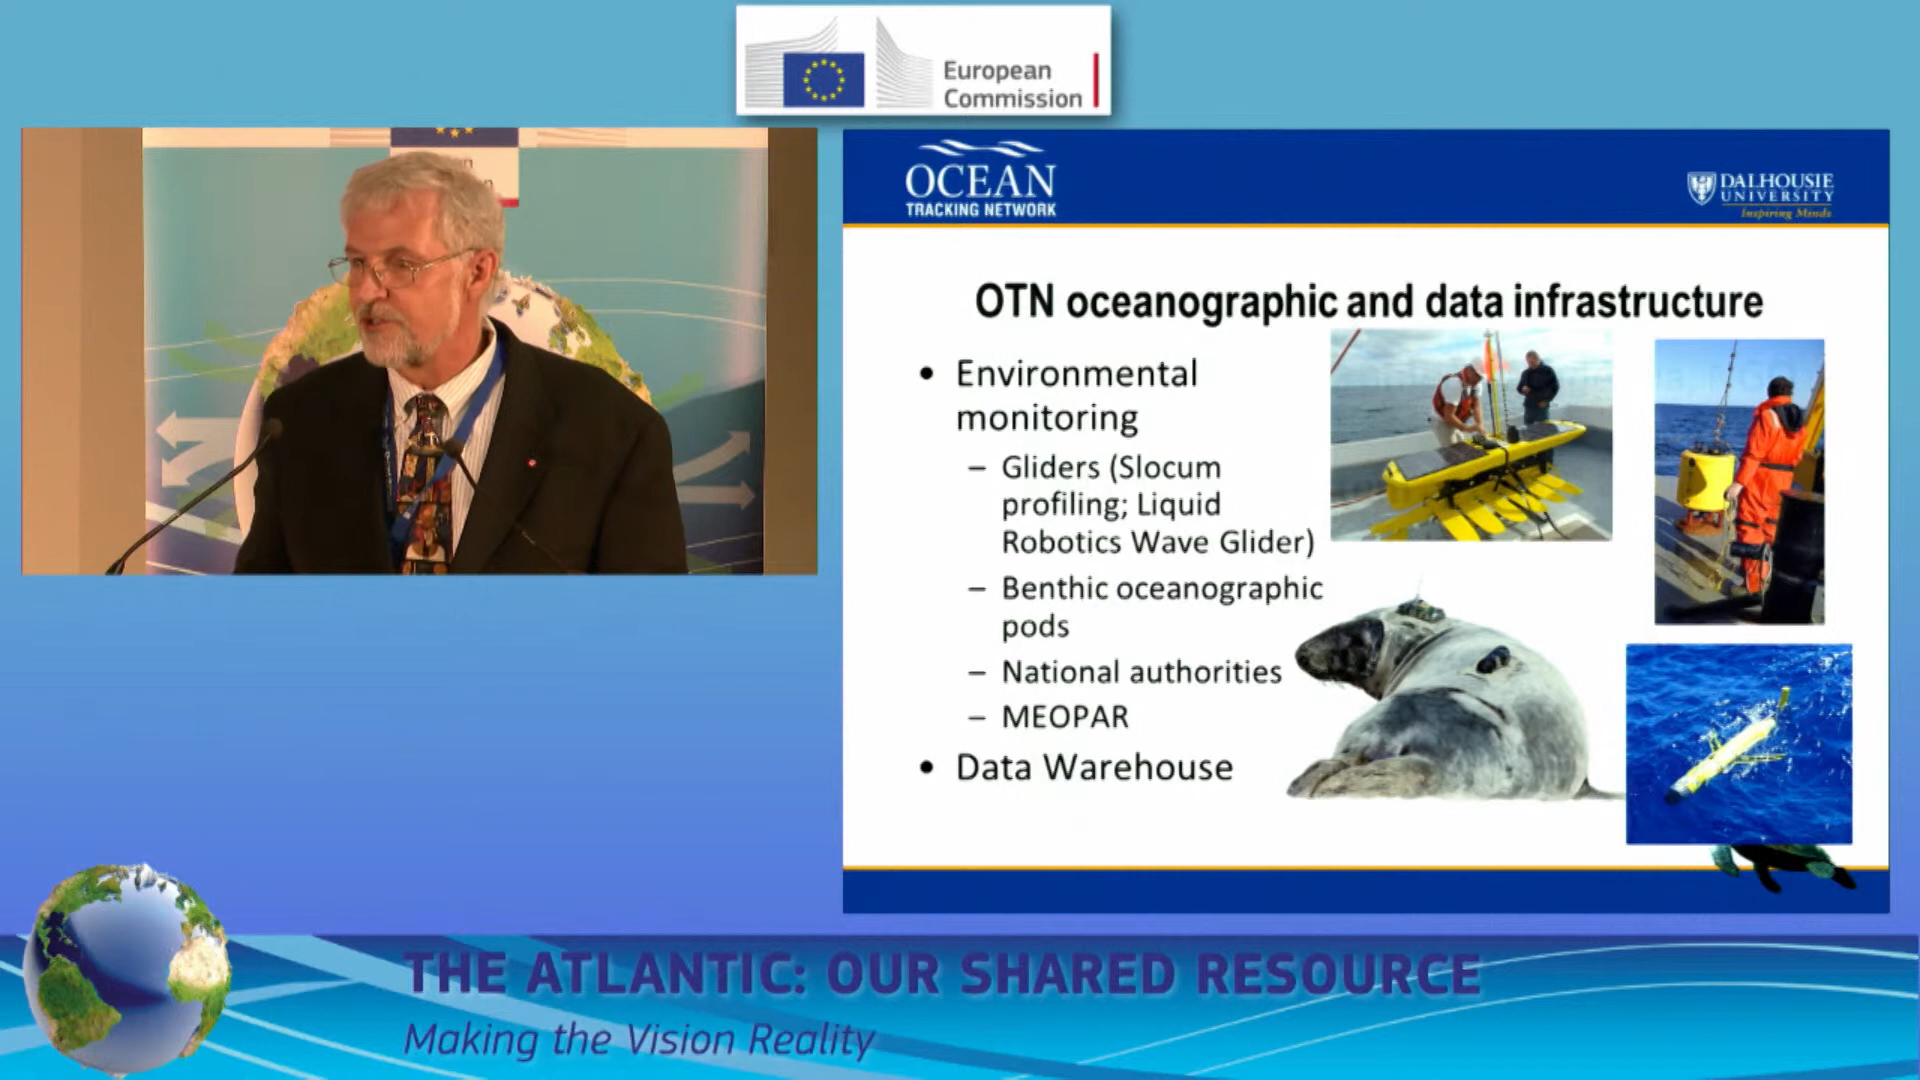 European
Commission
OCEAN
TRACKING NETWORK
DALHOUSIE
UNIVERSITY
Inspiring Minds
OTN oceanographic and data infrastructure
• Environmental
monitoring
– Gliders (Slocum
profiling; Liquid
Robotics Wave Glider)
– Benthic oceanographic
pods
– National authorities
– MEOPAR
• Data Warehouse
THE ATLANTIC: OUR SHARED RESOURCE
Making the Vision Reality